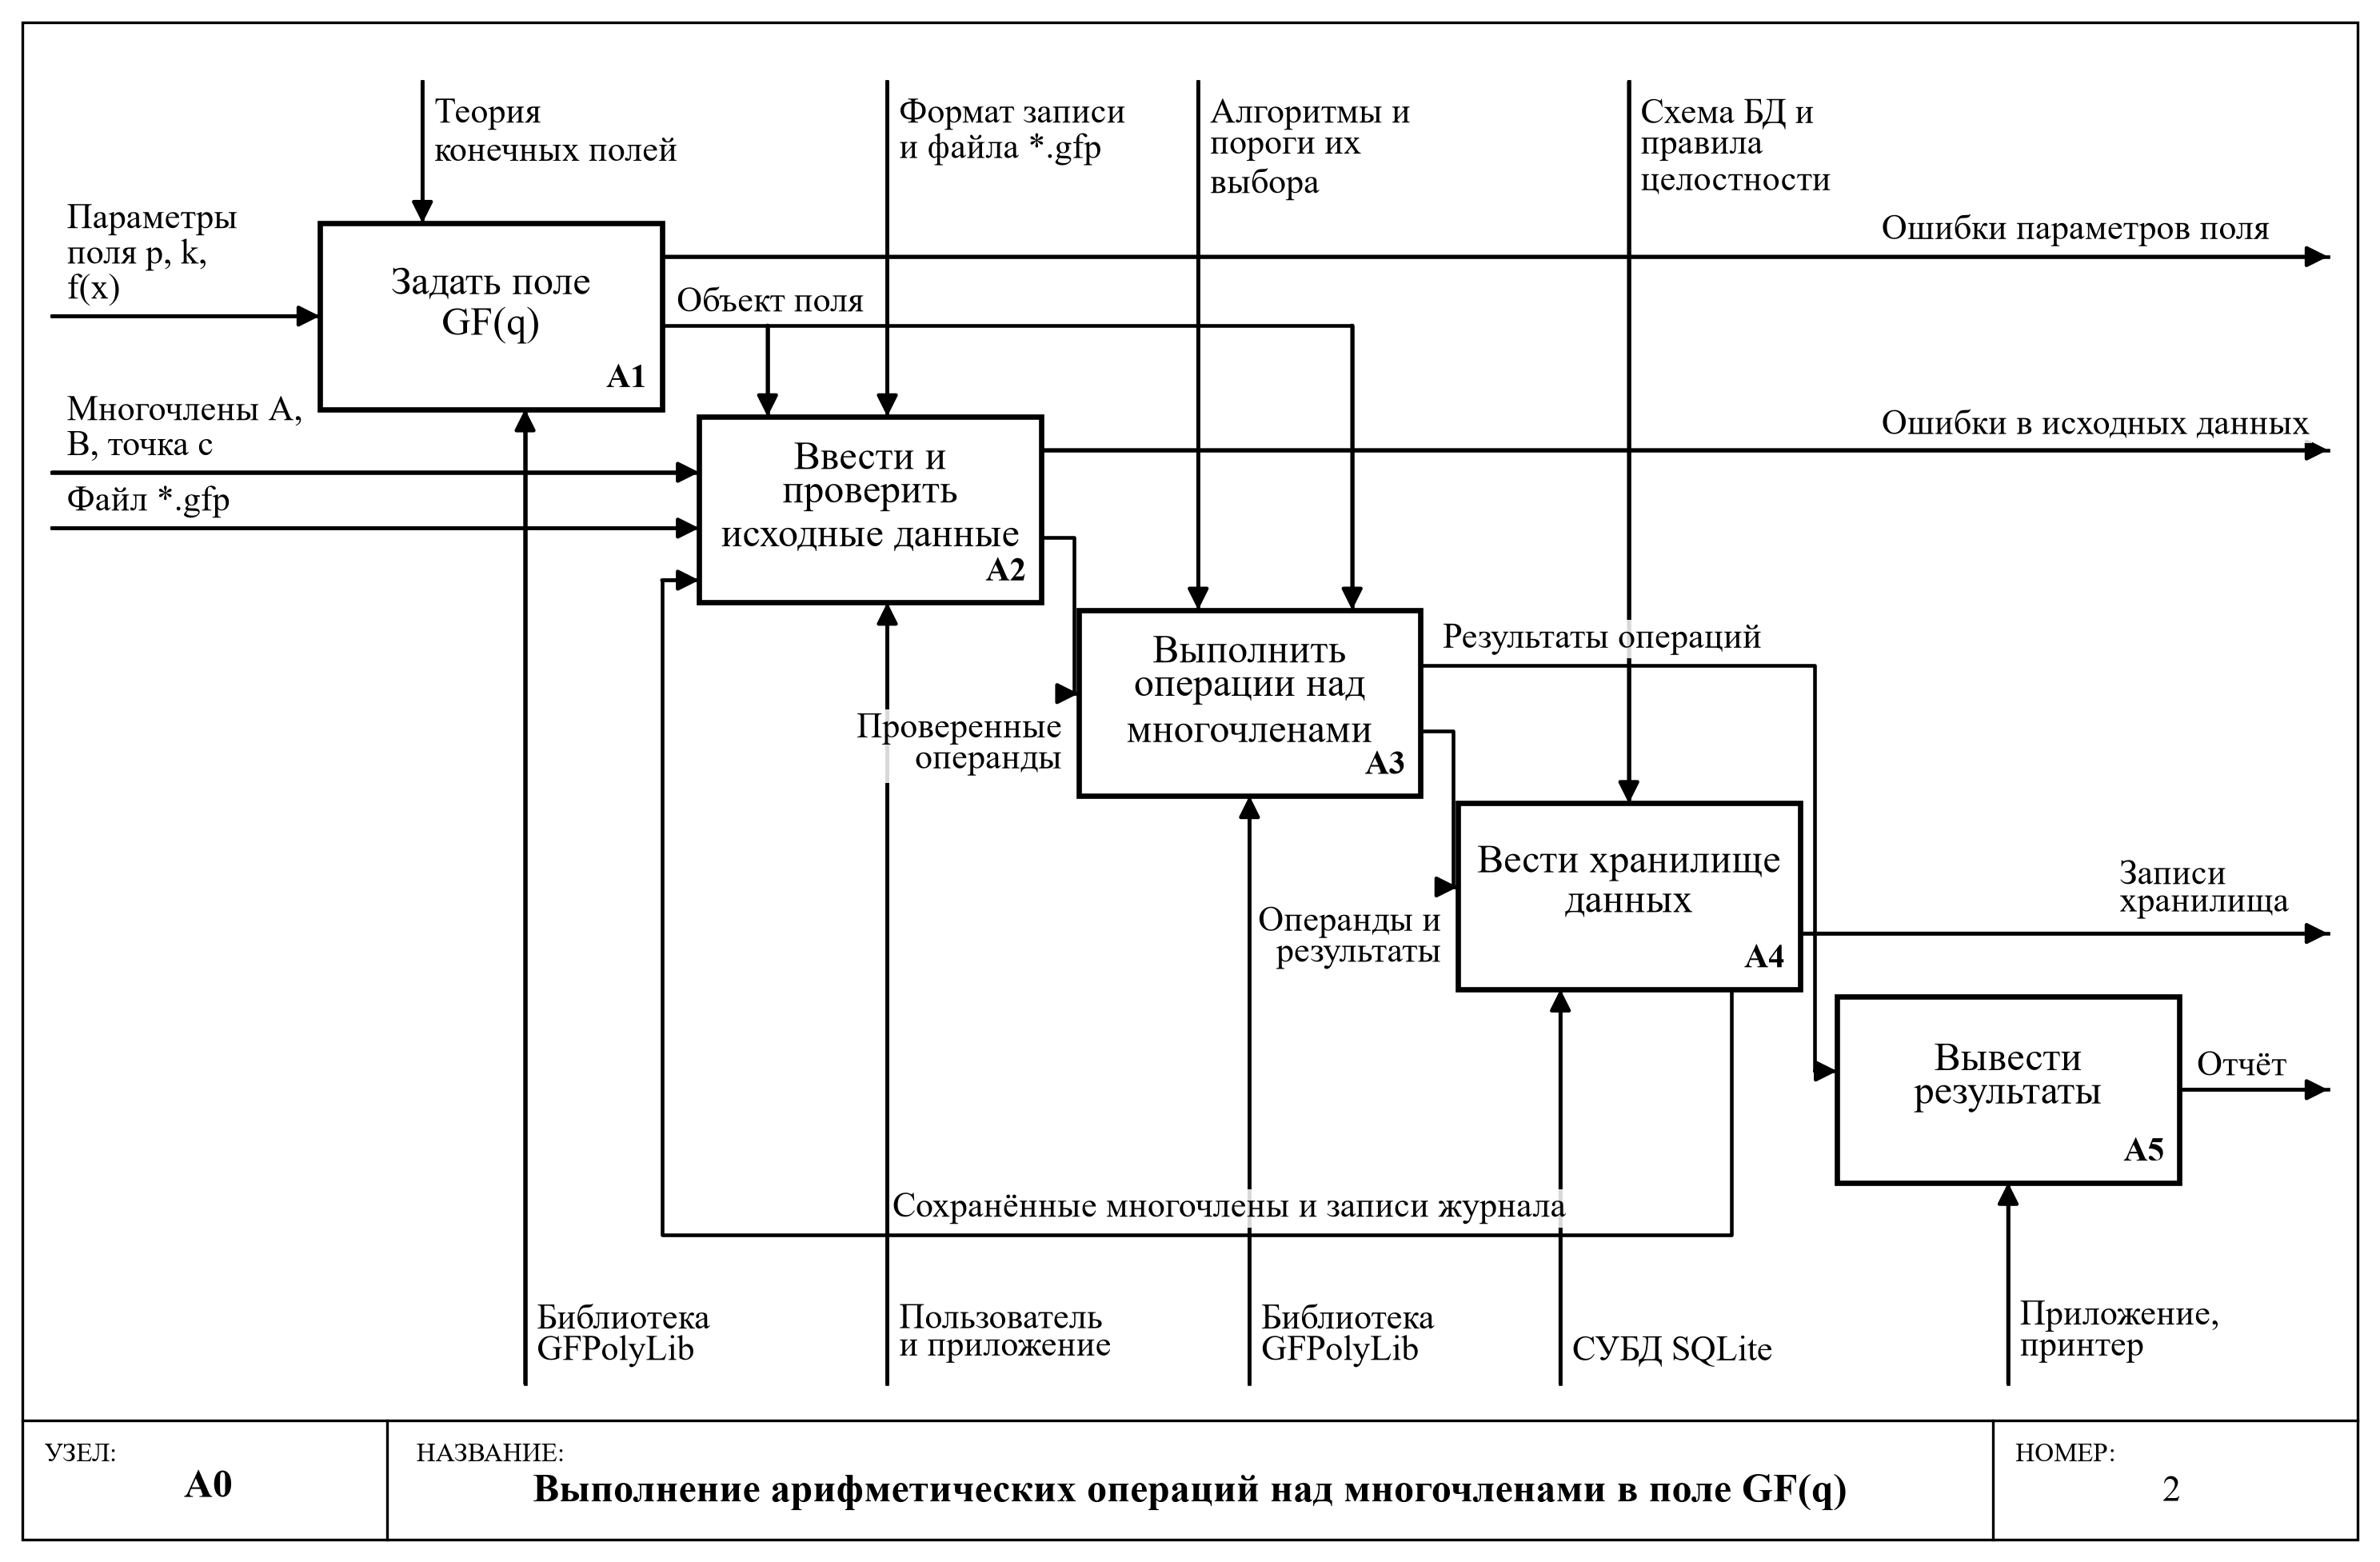 Теория
конечных полей
Формат записи
и файла *.gfp
Алгоритмы и
пороги их
выбора
Схема БД и
правила
целостности
Параметры
поля p, k,
f(x)
Ошибки параметров поля
Задать поле
GF(q)
A1
Объект поля
Многочлены A,
B, точка c
Файл *.gfp
Ошибки в исходных данных
Ввести и
проверить
исходные данные
A2
Результаты операций
Выполнить
операции над
многочленами
A3
Проверенные
операнды
Вести хранилище
данных
A4
Операнды и
результаты
Записи
хранилища
Вывести
результаты
A5
Отчёт
Сохранённые многочлены и записи журнала
Библиотека
GFPolyLib
Пользователь
и приложение
Библиотека
GFPolyLib
СУБД SQLite
Приложение,
принтер
УЗЕЛ:
A0
НАЗВАНИЕ:
Выполнение арифметических операций над многочленами в поле GF(q)
НОМЕР:
2